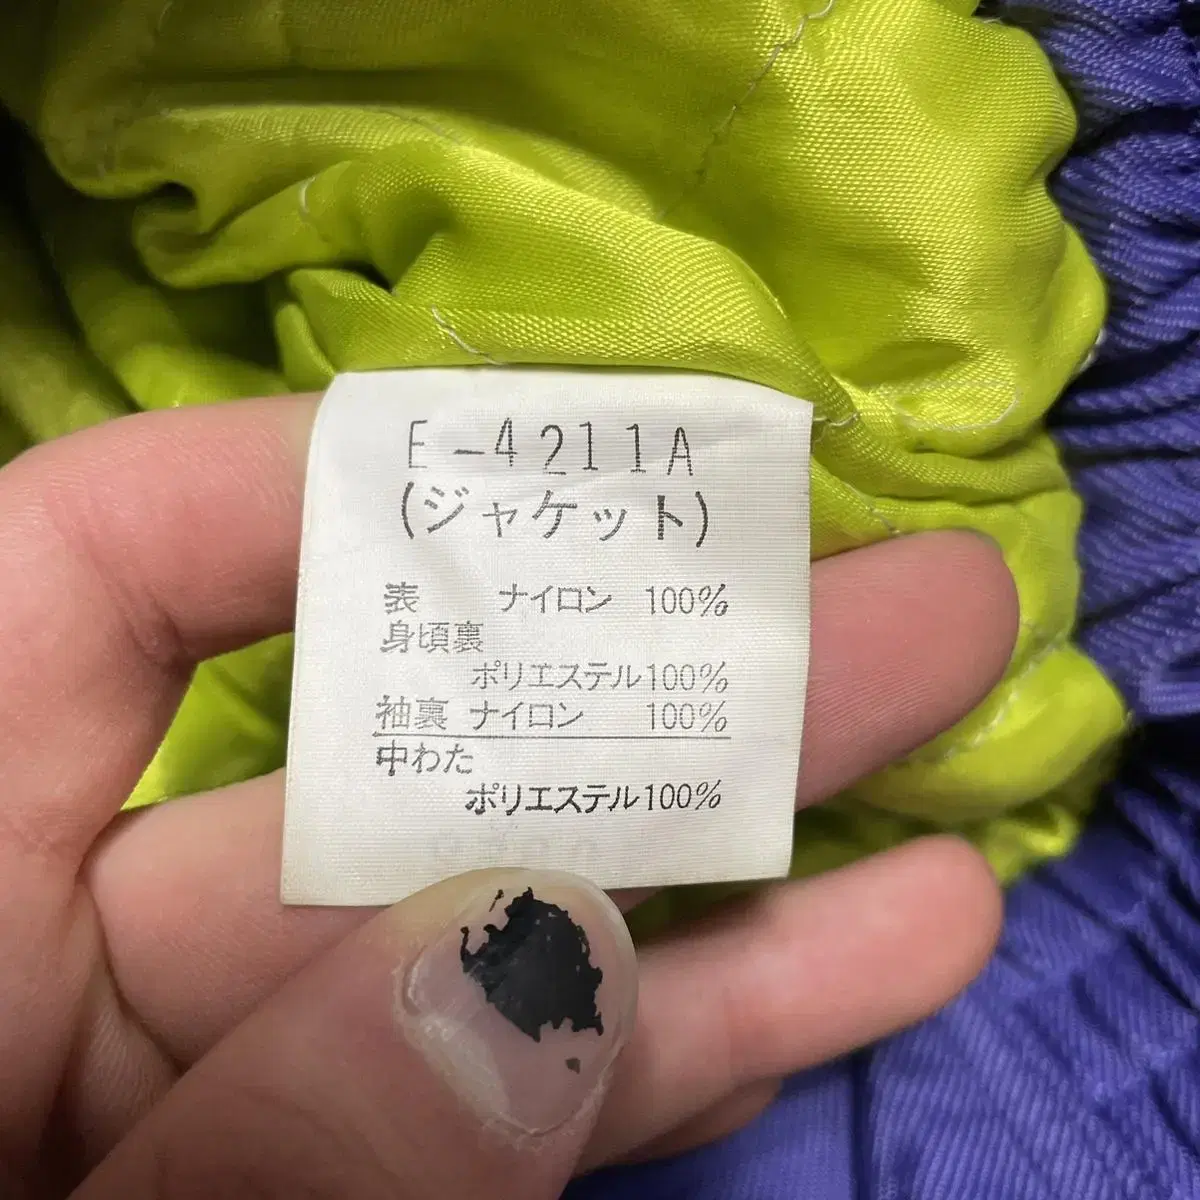 E-4211A
(ジャケット)
表 ナイロン 100%
身頃裏
ポリエステル100%
袖裏 ナイロン 100%
中わた
ポリエステル100%